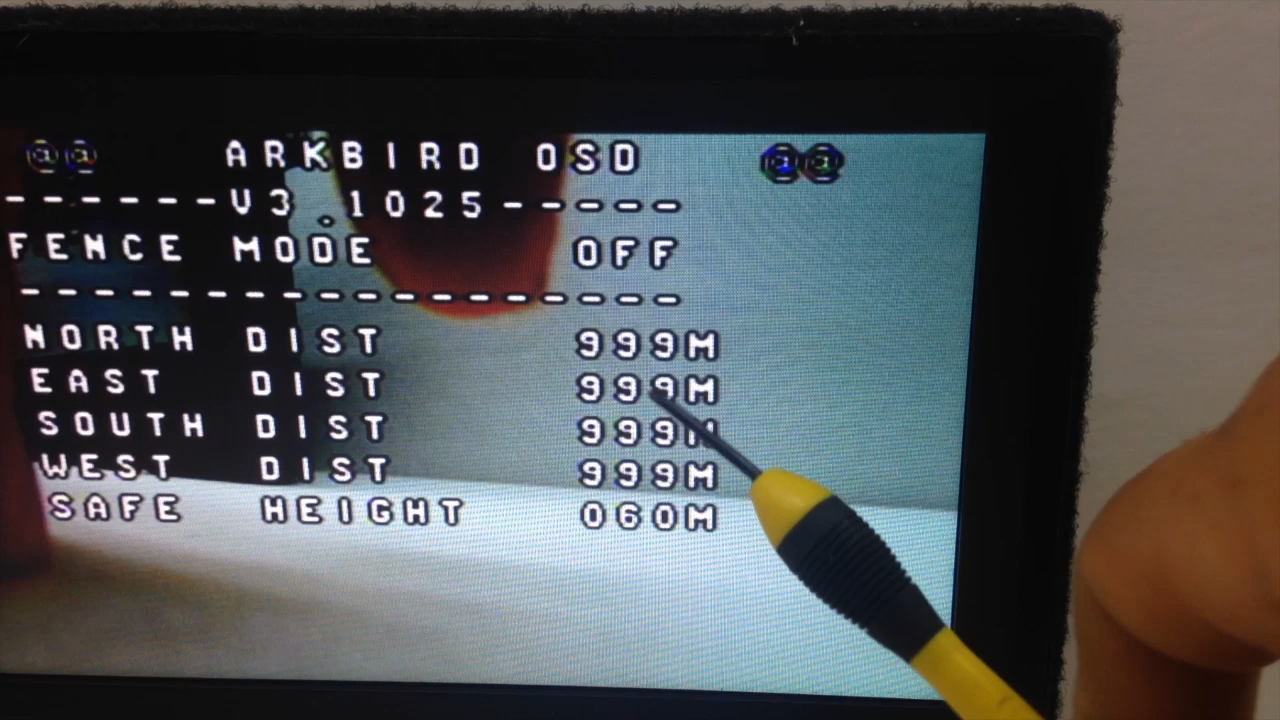 @@ ARKBIRD OSD @@
------V3.1025-----
FENCE MODE OFF
------------------
NORTH DIST 999M
EAST DIST 999M
SOUTH DIST 999M
WEST DIST 999M
SAFE HEIGHT 060M